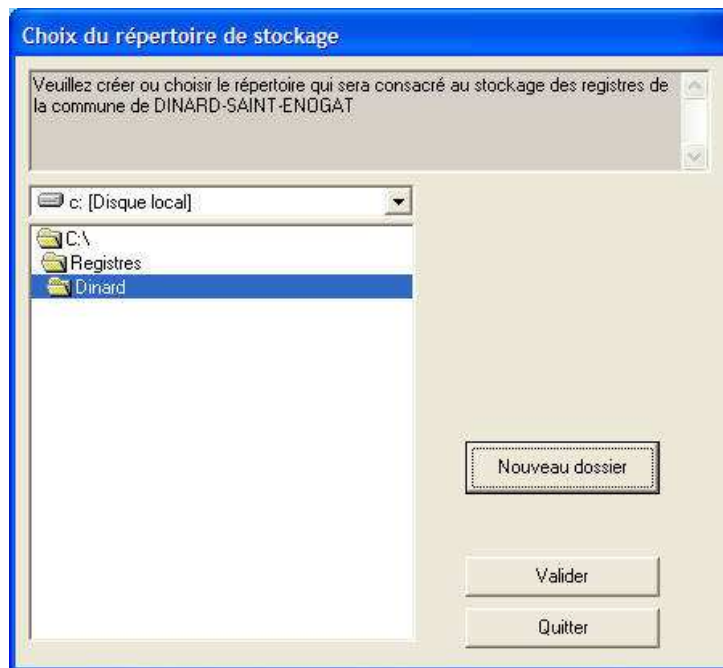 Choix du répertoire de stockage
Veuillez créer ou choisir le répertoire qui sera consacré au stockage des registres de
la commune de DINARD-SAINT-ENOGAT
c: [Disque local]
C:\
Registres
Dinard
Nouveau dossier
Valider
Quitter